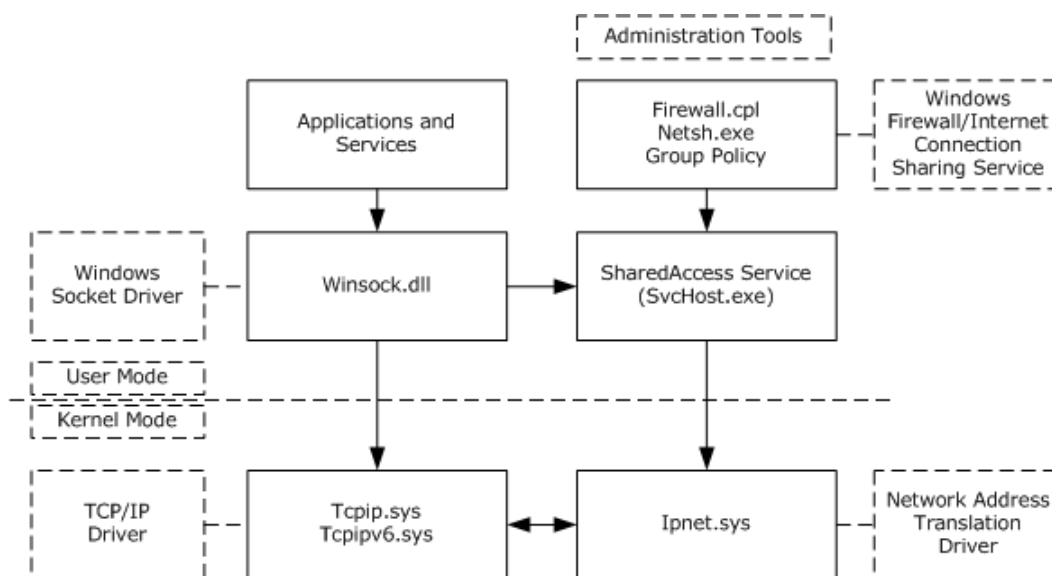 Administration Tools
Applications and
Services
Firewall.cpl
Netsh.exe
Group Policy
Windows
Firewall/Internet
Connection
Sharing Service
Windows
Socket Driver
Winsock.dll
SharedAccess Service
(SvcHost.exe)
User Mode
Kernel Mode
TCP/IP
Driver
Tcpip.sys
Tcpipv6.sys
Ipnet.sys
Network Address
Translation
Driver